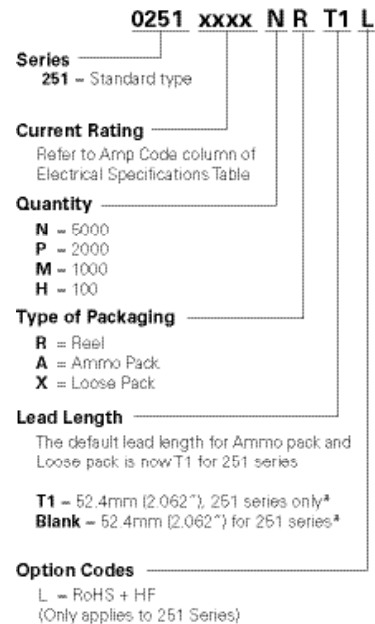 0251 xxxx N R T1 L
Series
251 – Standard type
Current Rating
Refer to Amp Code column of
Electrical Specifications Table
Quantity
N – 5000
P – 2000
M – 1000
H – 100
Type of Packaging
R = Reel
A = Ammo Pack
X = Loose Pack
Lead Length
The default lead length for Ammo pack and
Loose pack is now T1 for 251 series
T1 – 52.4mm (2.062″), 251 series only*
Blank – 52.4mm (2.062″) for 251 series*
Option Codes
L – RoHS + HF
(Only applies to 251 Series)